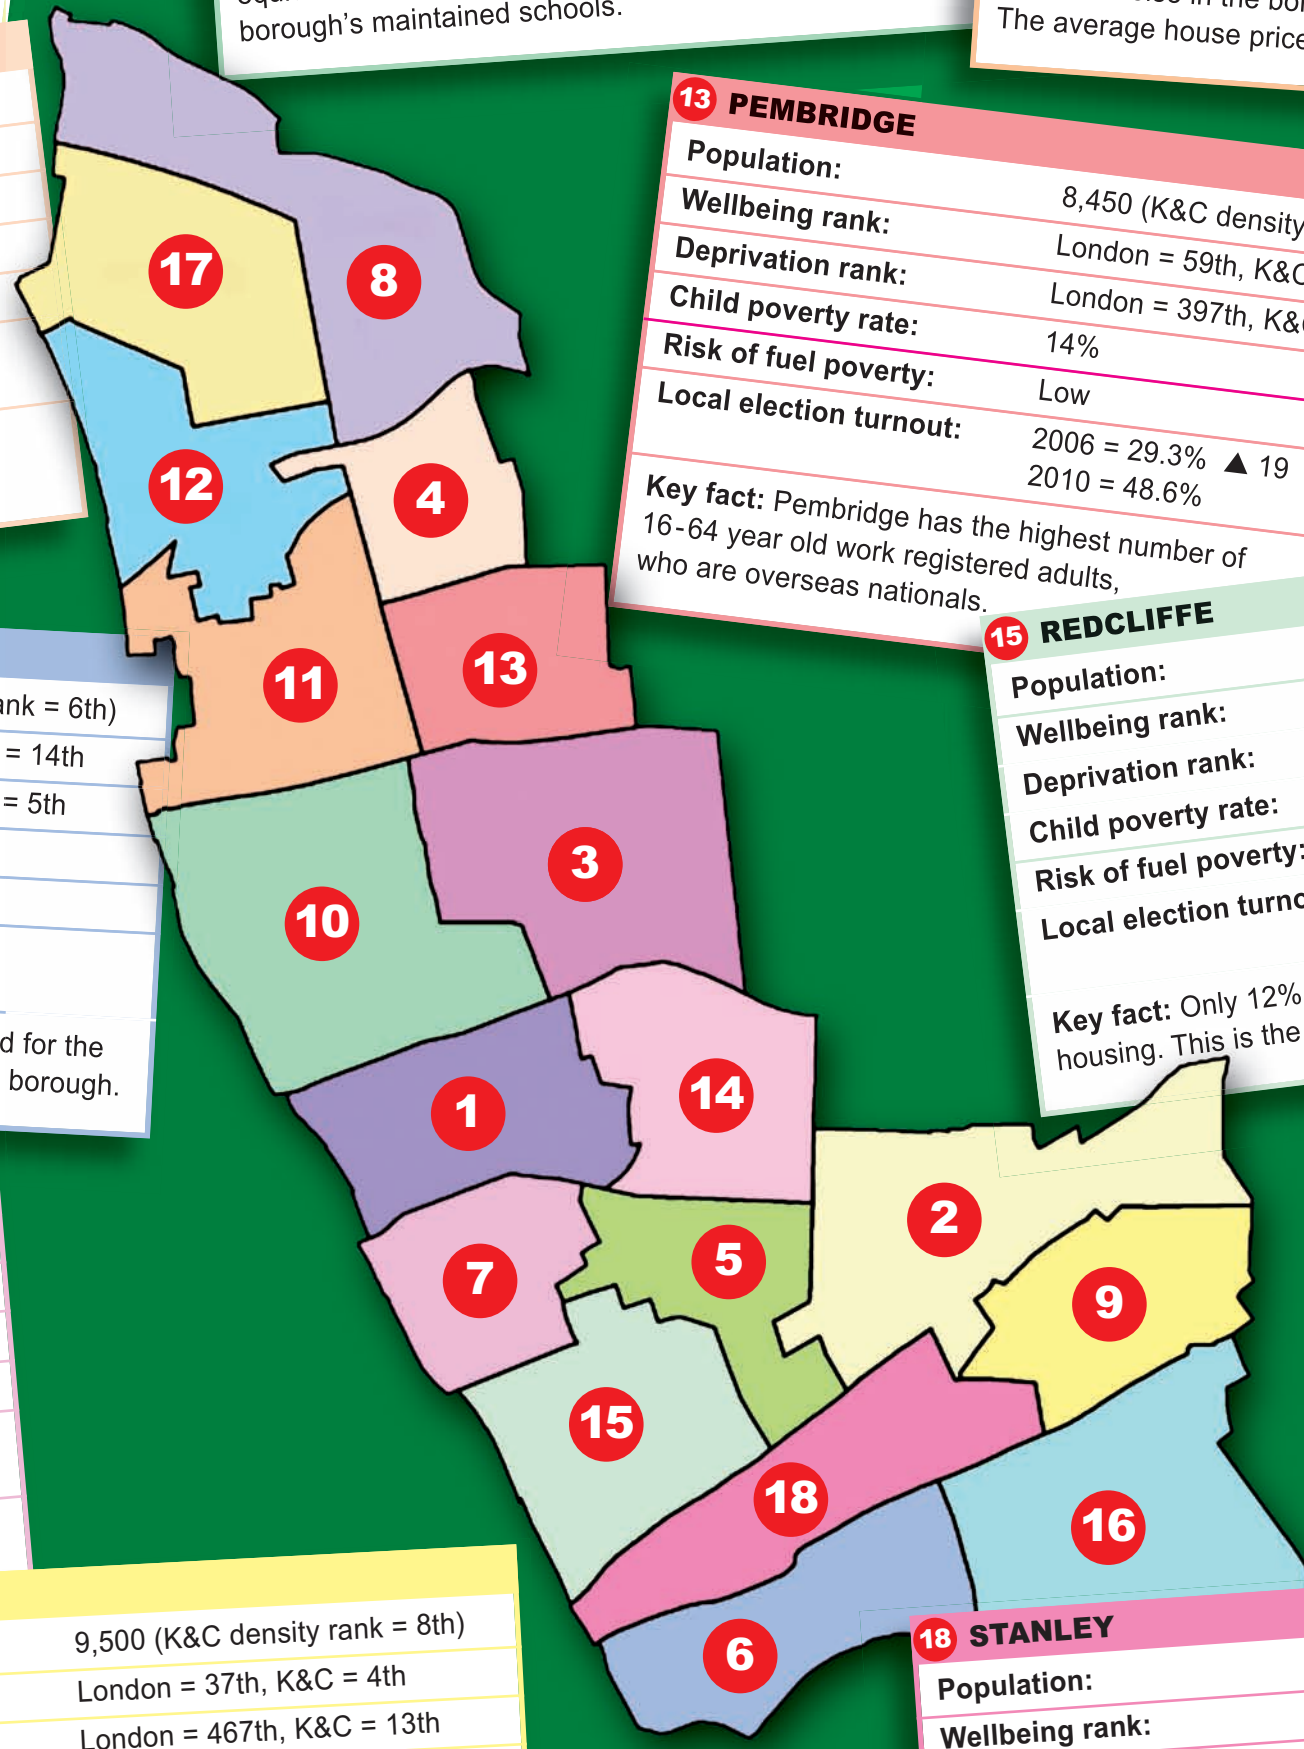 borough's maintained schools.
The average house price
13 PEMBRIDGE
Population: 8,450 (K&C density
Wellbeing rank: London = 59th, K&C
Deprivation rank: London = 397th, K&
Child poverty rate: 14%
Risk of fuel poverty: Low
Local election turnout: 2006 = 29.3% ▲ 19
2010 = 48.6%
Key fact: Pembridge has the highest number of
16-64 year old work registered adults,
who are overseas nationals.
15 REDCLIFFE
Population:
Wellbeing rank:
Deprivation rank:
Child poverty rate:
Risk of fuel poverty:
Local election turno
Key fact: Only 12%
housing. This is the
17
8
12
4
11
13
3
10
14
1
2
5
7
9
15
18
16
6
ank = 6th)
= 14th
= 5th
d for the
borough.
9,500 (K&C density rank = 8th)
London = 37th, K&C = 4th
London = 467th, K&C = 13th
18 STANLEY
Population:
Wellbeing rank: